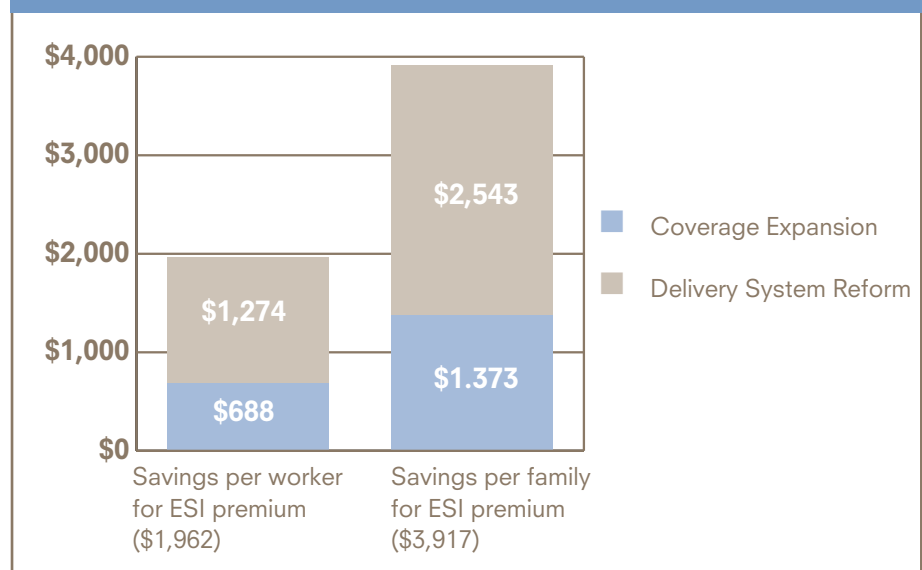 $4,000
$3,000
$2,000
$1,000
$0
$1,274
$688
$2,543
$1.373
Savings per worker
for ESI premium
($1,962)
Savings per family
for ESI premium
($3,917)
Coverage Expansion
Delivery System Reform